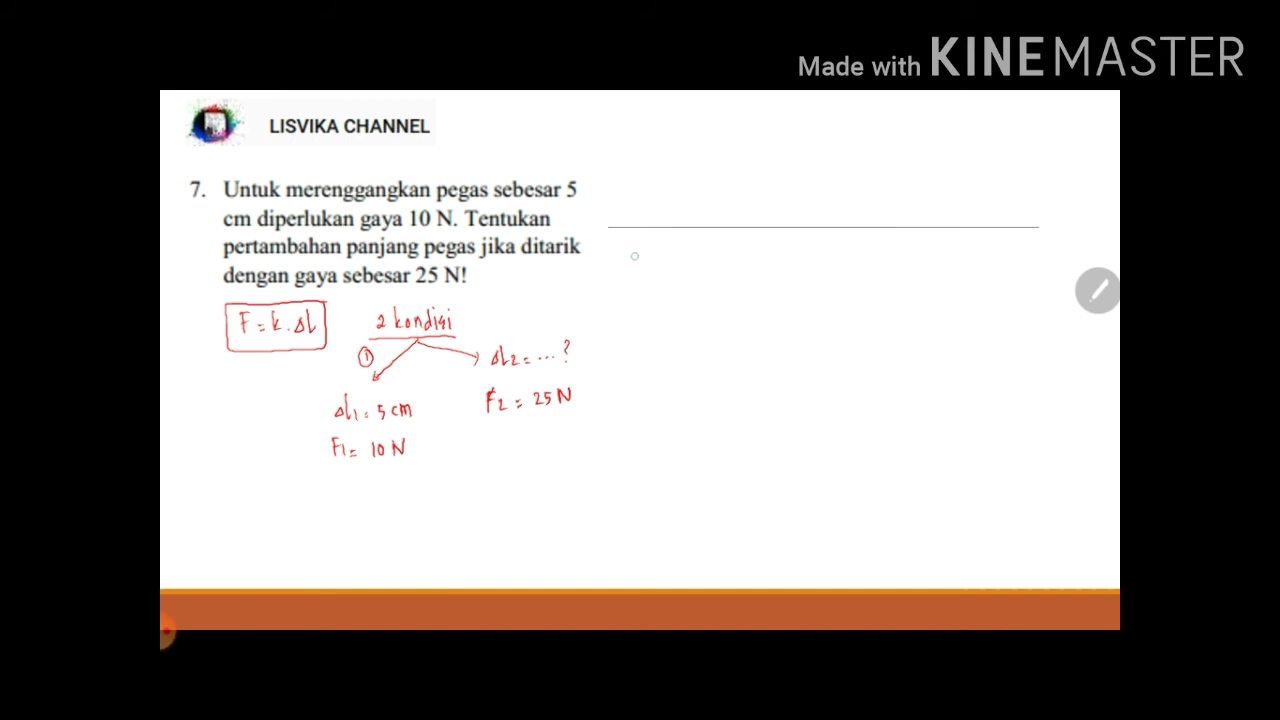 Made with KINEMASTER
LISVIKA CHANNEL
7. Untuk merenggangkan pegas sebesar 5
cm diperlukan gaya 10 N. Tentukan
pertambahan panjang pegas jika ditarik
dengan gaya sebesar 25 N!
F = k . ΔL
2 kondisi
①
ΔL2 = ... ?
F2 = 25 N
ΔL1 = 5 cm
F1 = 10 N